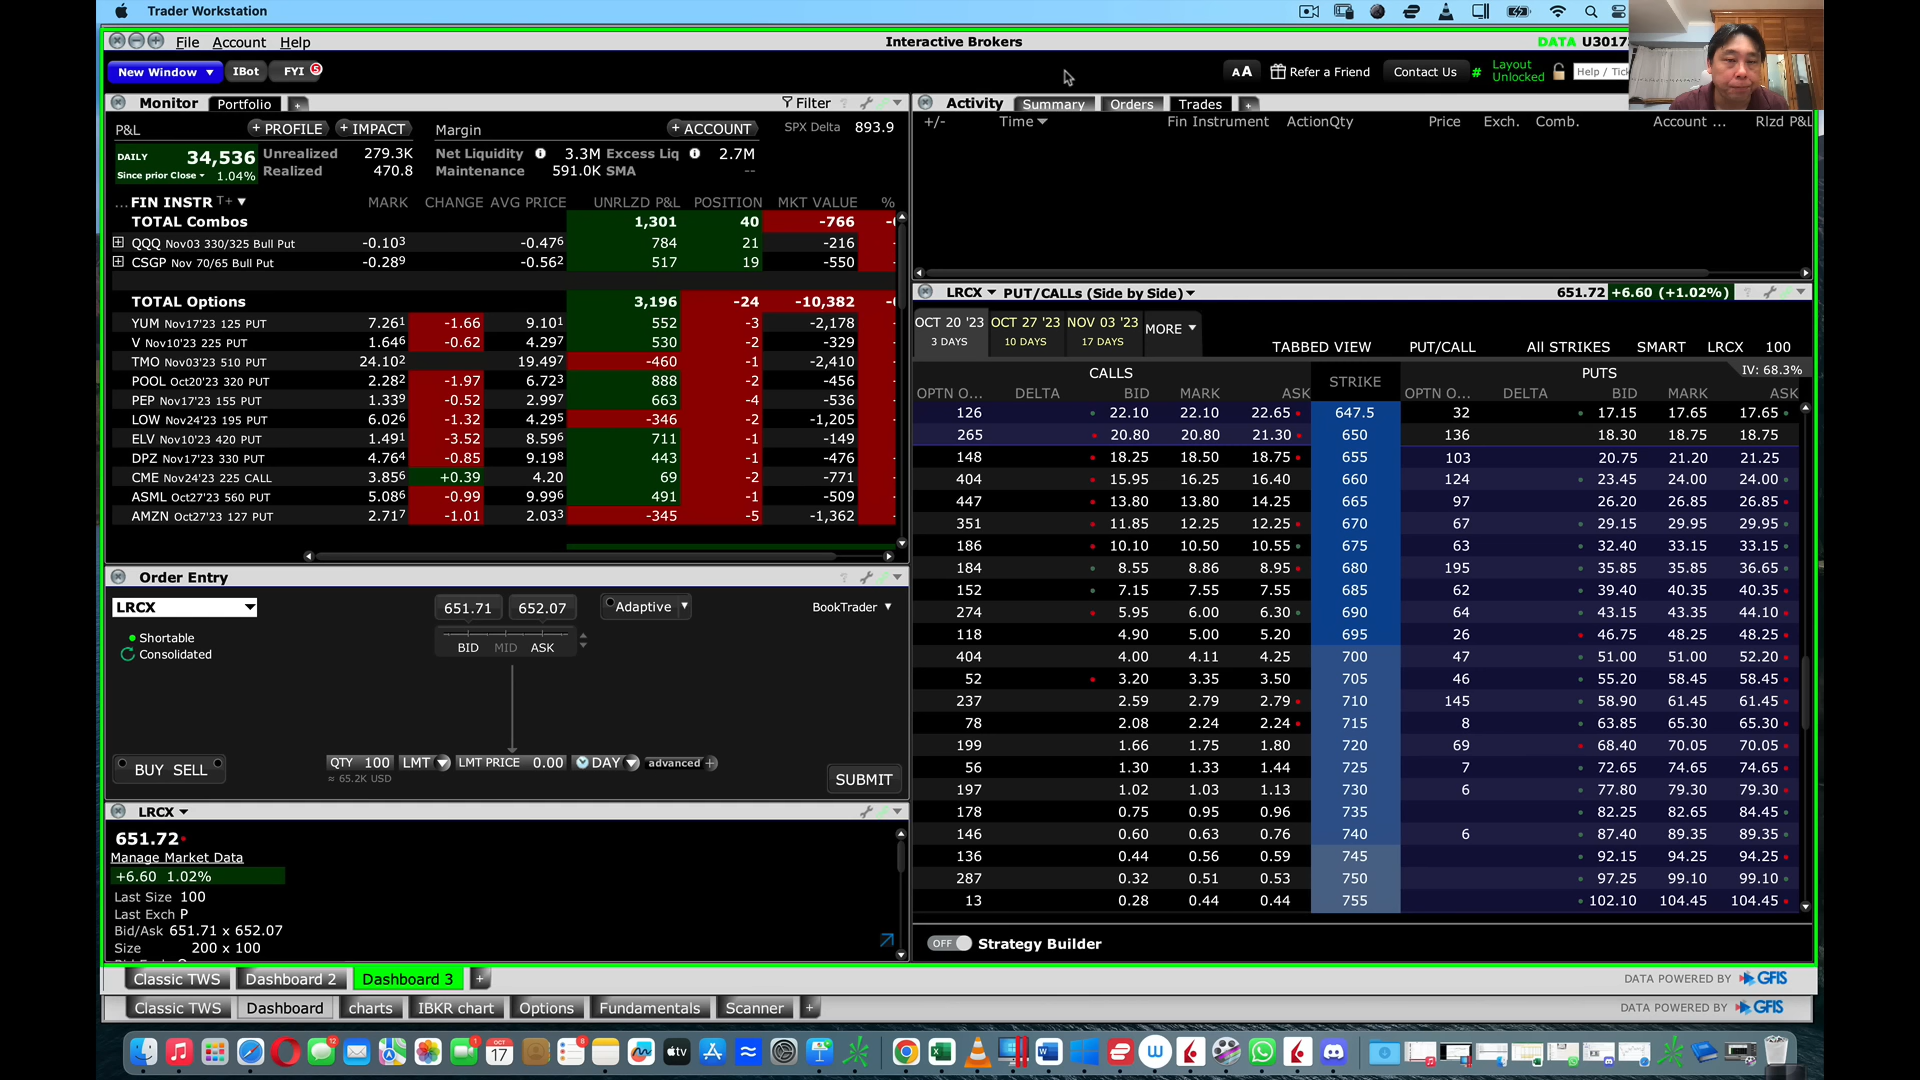 Trader Workstation
File Account Help
Interactive Brokers
DATA U3017
New Window IBot FYI 5
AA Refer a Friend Contact Us # Layout Unlocked Help /
Monitor Portfolio + Filter ?
P&L + PROFILE + IMPACT Margin + ACCOUNT SPX Delta 893.9
DAILY 34,536 Unrealized 279.3K Net Liquidity 3.3M Excess Liq 2.7M
Since prior Close 1.04% Realized 470.8 Maintenance 591.0K SMA --
... FIN INSTR T+ MARK CHANGE AVG PRICE UNRLZD P&L POSITION MKT VALUE %
TOTAL Combos 1,301 40 -766
QQQ Nov03 330/325 Bull Put -0.103 -0.476 784 21 -216
CSGP Nov 70/65 Bull Put -0.289 -0.562 517 19 -550
TOTAL Options 3,196 -24 -10,382
YUM Nov17'23 125 PUT 7.261 -1.66 9.101 552 -3 -2,178
V Nov10'23 225 PUT 1.646 -0.62 4.297 530 -2 -329
TMO Nov03'23 510 PUT 24.102 19.497 -460 -1 -2,410
POOL Oct20'23 320 PUT 2.282 -1.97 6.723 888 -2 -456
PEP Nov17'23 155 PUT 1.339 -0.52 2.997 663 -4 -536
LOW Nov24'23 195 PUT 6.026 -1.32 4.295 -346 -2 -1,205
ELV Nov10'23 420 PUT 1.491 -3.52 8.596 711 -1 -149
DPZ Nov17'23 330 PUT 4.764 -0.85 9.198 443 -1 -476
CME Nov24'23 225 CALL 3.856 +0.39 4.20 69 -2 -771
ASML Oct27'23 560 PUT 5.086 -0.99 9.996 491 -1 -509
AMZN Oct27'23 127 PUT 2.717 -1.01 2.033 -345 -5 -1,362
Order Entry ?
LRCX 651.71 652.07 Adaptive BookTrader
Shortable
Consolidated
BID MID ASK
BUY SELL QTY 100 LMT LMT PRICE 0.00 DAY advanced +
≈ 65.2K USD
SUBMIT
LRCX
651.72
Manage Market Data
+6.60 1.02%
Last Size 100
Last Exch P
Bid/Ask 651.71 x 652.07
Size 200 x 100
Activity Summary Orders Trades +
+/- Time Fin Instrument Action Qty Price Exch. Comb. Account ... Rlzd P&L
LRCX PUT/CALLs (Side by Side) 651.72 +6.60 (+1.02%) ?
OCT 20 '23 OCT 27 '23 NOV 03 '23 MORE
3 DAYS 10 DAYS 17 DAYS
TABBED VIEW PUT/CALL All STRIKES SMART LRCX 100
IV: 68.3%
CALLS STRIKE PUTS
OPTN O... DELTA BID MARK ASK OPTN O... DELTA BID MARK ASK
126 22.10 22.10 22.65 647.5 32 17.15 17.65 17.65
265 20.80 20.80 21.30 650 136 18.30 18.75 18.75
148 18.25 18.50 18.75 655 103 20.75 21.20 21.25
404 15.95 16.25 16.40 660 124 23.45 24.00 24.00
447 13.80 13.80 14.25 665 97 26.20 26.85 26.85
351 11.85 12.25 12.25 670 67 29.15 29.95 29.95
186 10.10 10.50 10.55 675 63 32.40 33.15 33.15
184 8.55 8.86 8.95 680 195 35.85 35.85 36.65
152 7.15 7.55 7.55 685 62 39.40 40.35 40.35
274 5.95 6.00 6.30 690 64 43.15 43.35 44.10
118 4.90 5.00 5.20 695 26 46.75 48.25 48.25
404 4.00 4.11 4.25 700 47 51.00 51.00 52.20
52 3.20 3.35 3.50 705 46 55.20 58.45 58.45
237 2.59 2.79 2.79 710 145 58.90 61.45 61.45
78 2.08 2.24 2.24 715 8 63.85 65.30 65.30
199 1.66 1.75 1.80 720 69 68.40 70.05 70.05
56 1.30 1.33 1.44 725 7 72.65 74.65 74.65
197 1.02 1.03 1.13 730 6 77.80 79.30 79.30
178 0.75 0.95 0.96 735 82.25 82.65 84.45
146 0.60 0.63 0.76 740 6 87.40 89.35 89.35
136 0.44 0.56 0.59 745 92.15 94.25 94.25
287 0.32 0.51 0.53 750 97.25 99.10 99.10
13 0.28 0.44 0.44 755 102.10 104.45 104.45
OFF Strategy Builder
Classic TWS Dashboard 2 Dashboard 3 + DATA POWERED BY GFIS
Classic TWS Dashboard charts IBKR chart Options Fundamentals Scanner + DATA POWERED BY GFIS
OCT
17
tv